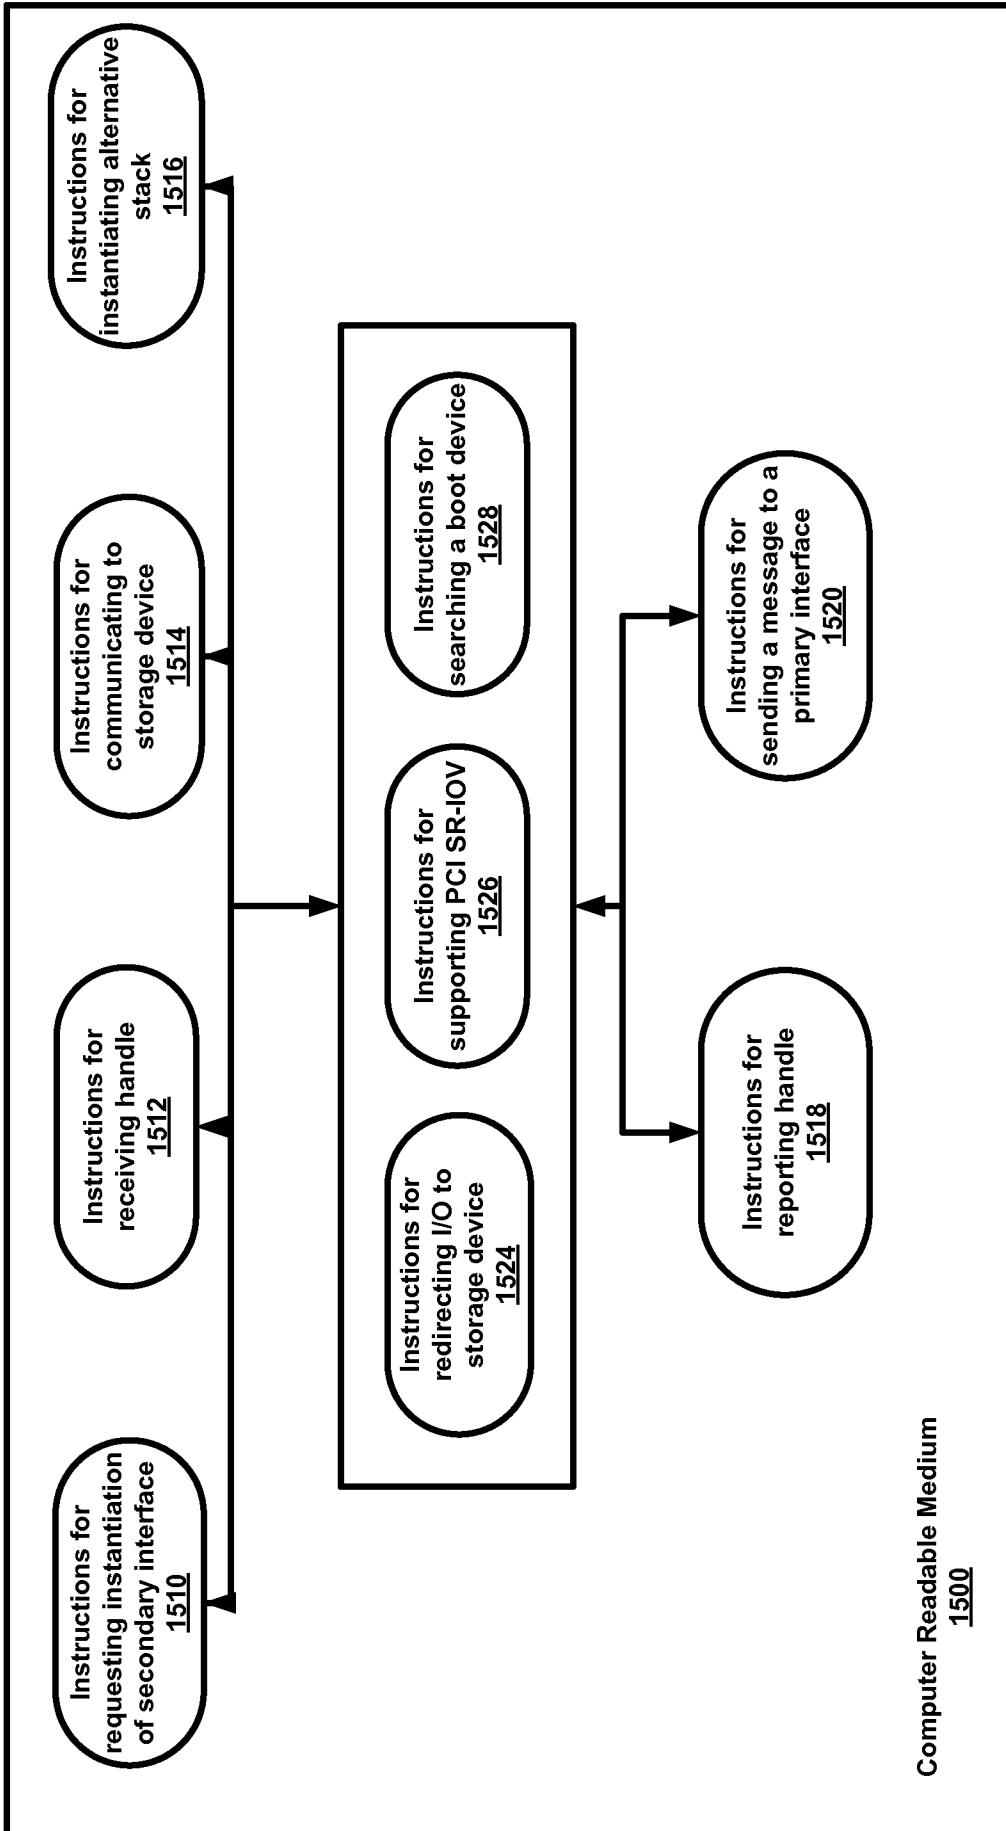 Instructions for
requesting instantiation
of secondary interface
1510
Instructions for
receiving handle
1512
Instructions for
communicating to
storage device
1514
Instructions for
instantiating alternative
stack
1516
Instructions for
redirecting I/O to
storage device
1524
Instructions for
supporting PCI SR-IOV
1526
Instructions for
searching a boot device
1528
Instructions for
reporting handle
1518
Instructions for
sending a message to a
primary interface
1520
Computer Readable Medium
1500